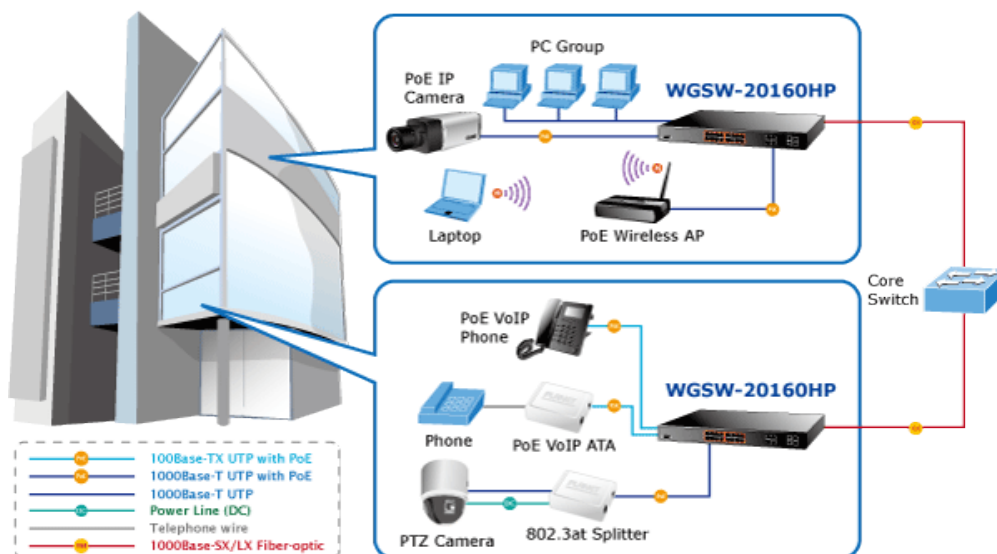 PC Group
PoE IP
Camera
WGSW-20160HP
Laptop
PoE Wireless AP
Core
Switch
PoE VoIP
Phone
WGSW-20160HP
Phone
PoE VoIP ATA
PTZ Camera
802.3at Splitter
100Base-TX UTP with PoE
1000Base-T UTP with PoE
1000Base-T UTP
Power Line (DC)
Telephone wire
1000Base-SX/LX Fiber-optic